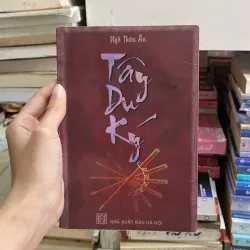 Ngô Thừa Ân
Tây
Du
Ký
NHÀ XUẤT BẢN HÀ NỘI